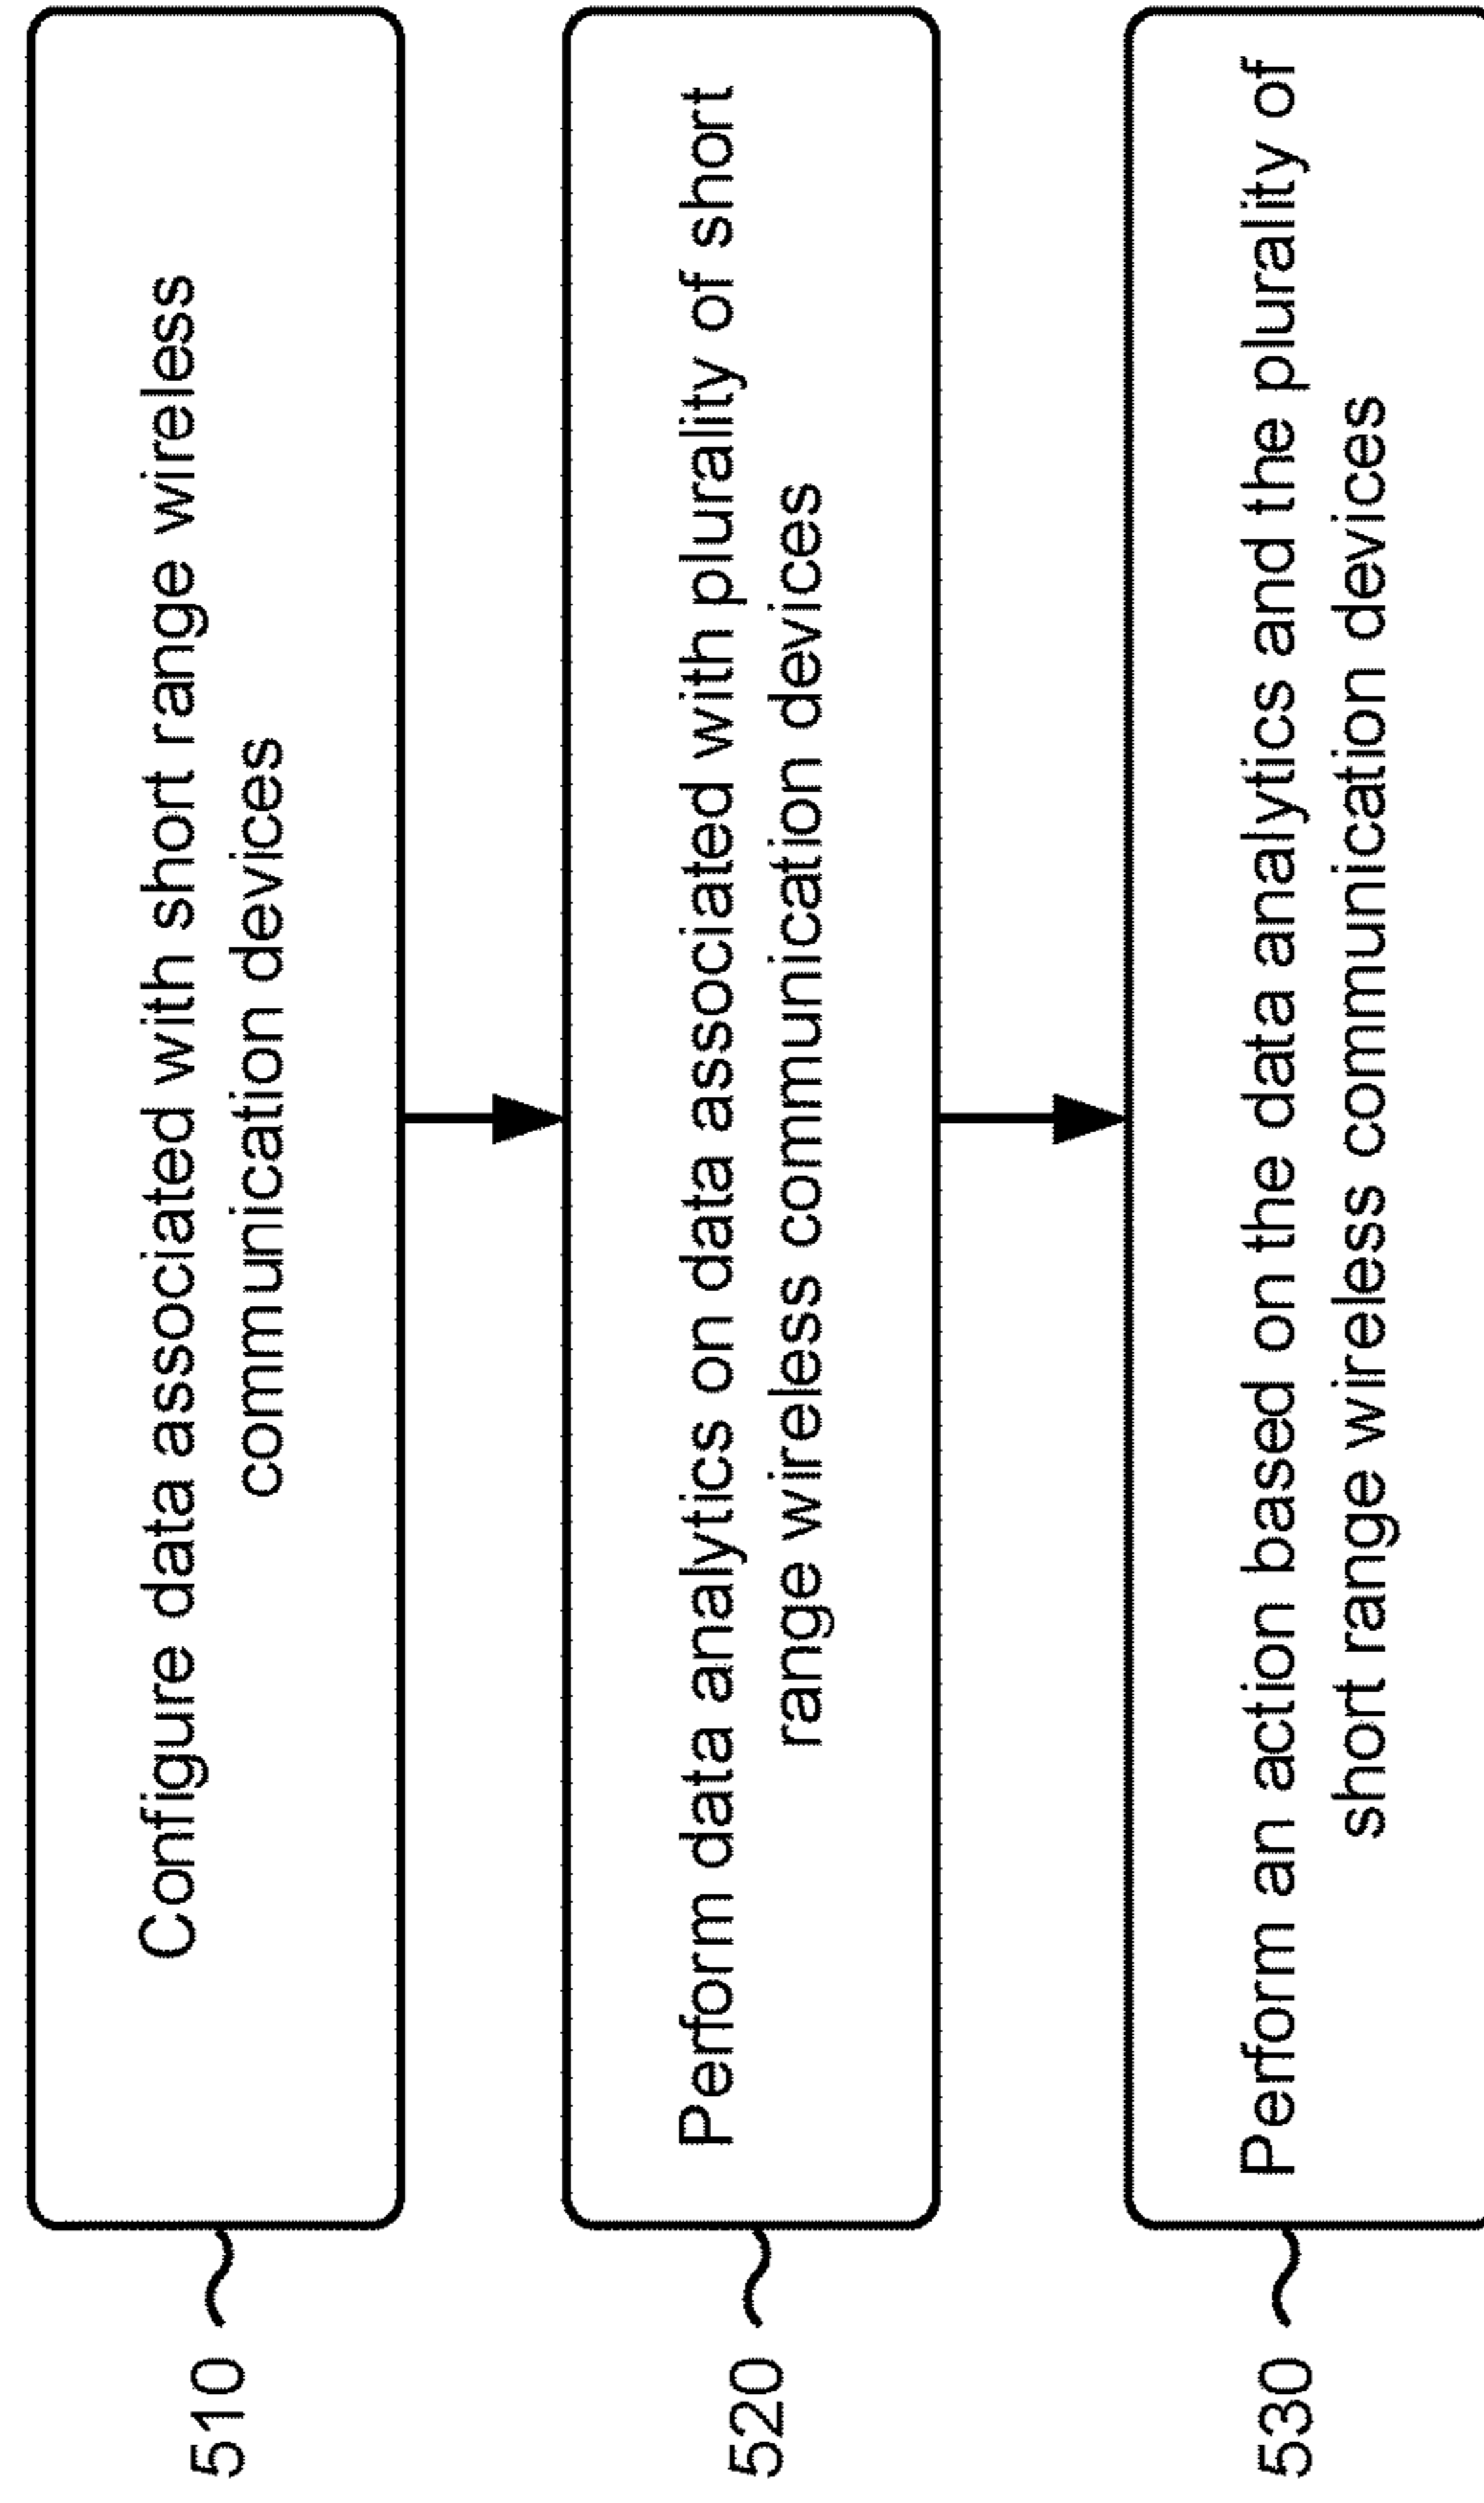 510
Configure data associated with short range wireless
communication devices
520
Perform data analytics on data associated with plurality of short
range wireless communication devices
530
Perform an action based on the data analytics and the plurality of
short range wireless communication devices